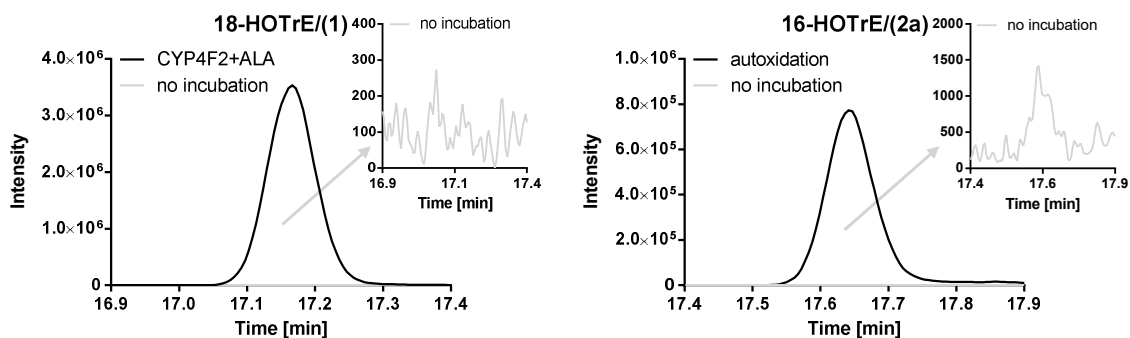 18-HOTrE/(1)
CYP4F2+ALA
no incubation
Intensity
4.0×10⁶
3.0×10⁶
2.0×10⁶
1.0×10⁶
0
16.9 17.0 17.1 17.2 17.3 17.4
Time [min]
no incubation
400
300
200
100
0
16.9 17.1 17.4
Time [min]
16-HOTrE/(2a)
autoxidation
no incubation
Intensity
1.0×10⁶
8.0×10⁵
6.0×10⁵
4.0×10⁵
2.0×10⁵
0
17.4 17.5 17.6 17.7 17.8 17.9
Time [min]
no incubation
2000
1500
1000
500
0
17.4 17.6 17.9
Time [min]